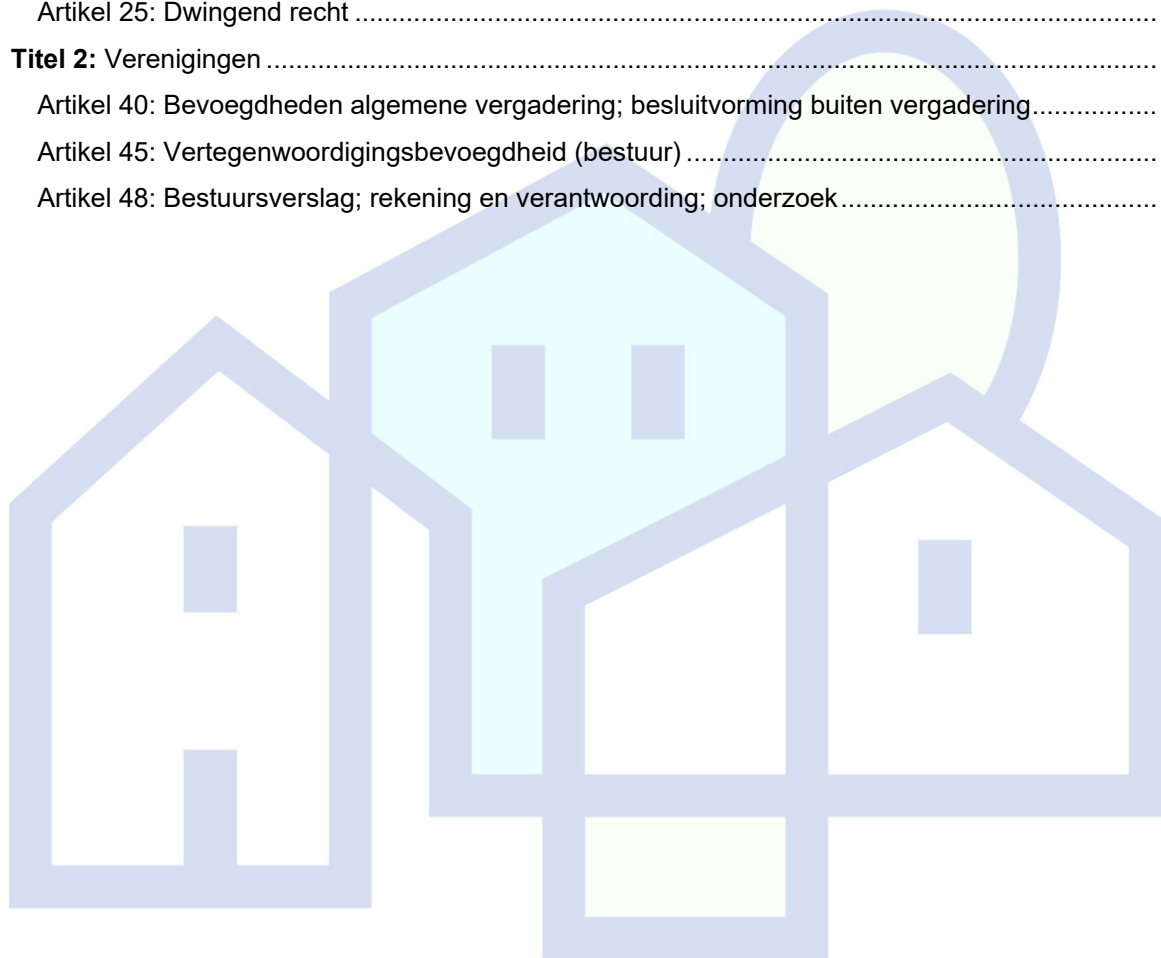 Artikel 25: Dwingend recht ..........................................................................................................
Titel 2: Verenigingen ........................................................................................................................
Artikel 40: Bevoegdheden algemene vergadering; besluitvorming buiten vergadering.................
Artikel 45: Vertegenwoordigingsbevoegdheid (bestuur) ................................................................
Artikel 48: Bestuursverslag; rekening en verantwoording; onderzoek...........................................